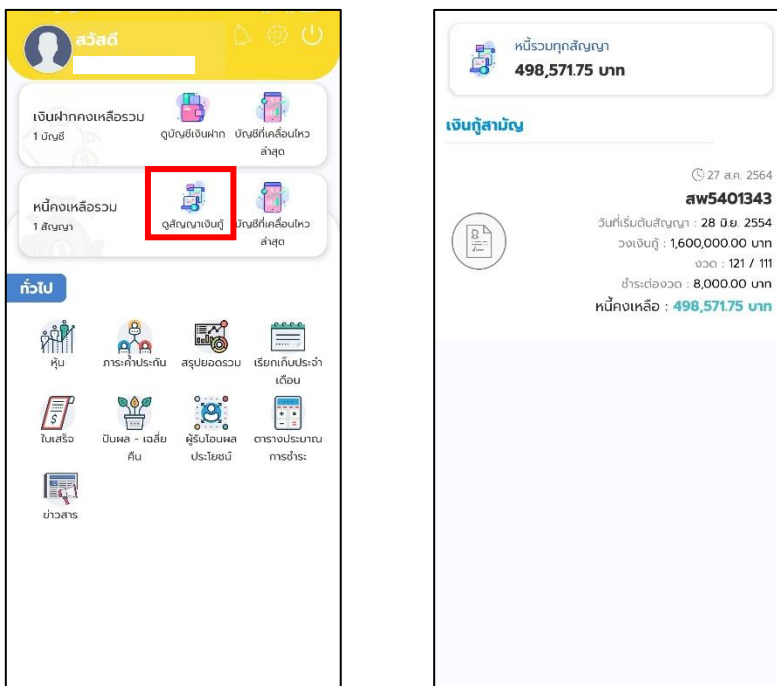 สวัสดี
เงินฝากคงเหลือรวม
1 บัญชี
ดูบัญชีเงินฝาก
บัญชีที่เคลื่อนไหว
ล่าสุด
หนี้คงเหลือรวม
1 สัญญา
ดูสัญญาเงินกู้
บัญชีที่เคลื่อนไหว
ล่าสุด
ทั่วไป
หุ้น
ภาระค้ำประกัน
สรุปยอดรวม
เรียกเก็บประจำ
เดือน
ใบเสร็จ
ปันผล - เฉลี่ย
คืน
ผู้รับโอนผล
ประโยชน์
ตารางประมาณ
การชำระ
ข่าวสาร
หนี้รวมทุกสัญญา
498,571.75 บาท
เงินกู้สามัญ
27 ส.ค. 2564
สพ5401343
วันที่เริ่มต้นสัญญา : 28 มิ.ย. 2554
วงเงินกู้ : 1,600,000.00 บาท
งวด : 121 / 111
ชำระต่องวด : 8,000.00 บาท
หนี้คงเหลือ : 498,571.75 บาท